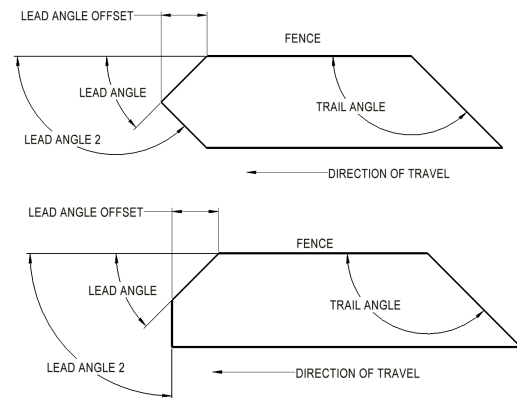 LEAD ANGLE OFFSET
FENCE
LEAD ANGLE
TRAIL ANGLE
LEAD ANGLE 2
DIRECTION OF TRAVEL
LEAD ANGLE OFFSET
FENCE
LEAD ANGLE
TRAIL ANGLE
LEAD ANGLE 2
DIRECTION OF TRAVEL